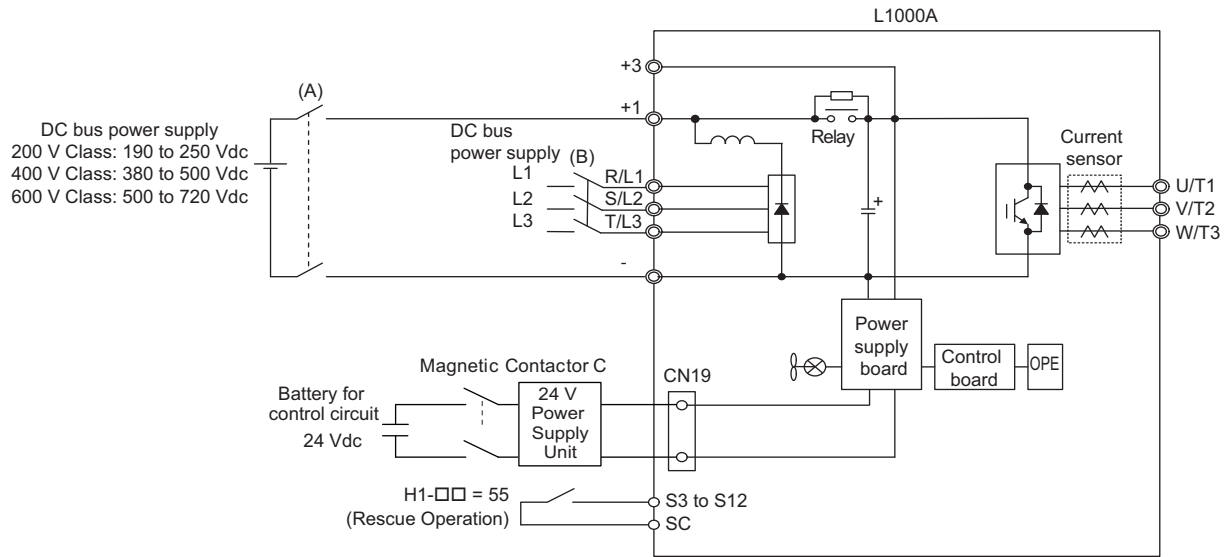 L1000A
+3
(A)
+1
DC bus power supply
200 V Class: 190 to 250 Vdc
400 V Class: 380 to 500 Vdc
600 V Class: 500 to 720 Vdc
DC bus
power supply
(B)
L1
R/L1
L2
S/L2
L3
T/L3
-
Relay
+
Current
sensor
U/T1
V/T2
W/T3
Power
supply
board
Control
board
OPE
Magnetic Contactor C
CN19
Battery for
control circuit
24 Vdc
24 V
Power
Supply
Unit
H1-□□ = 55
(Rescue Operation)
S3 to S12
SC